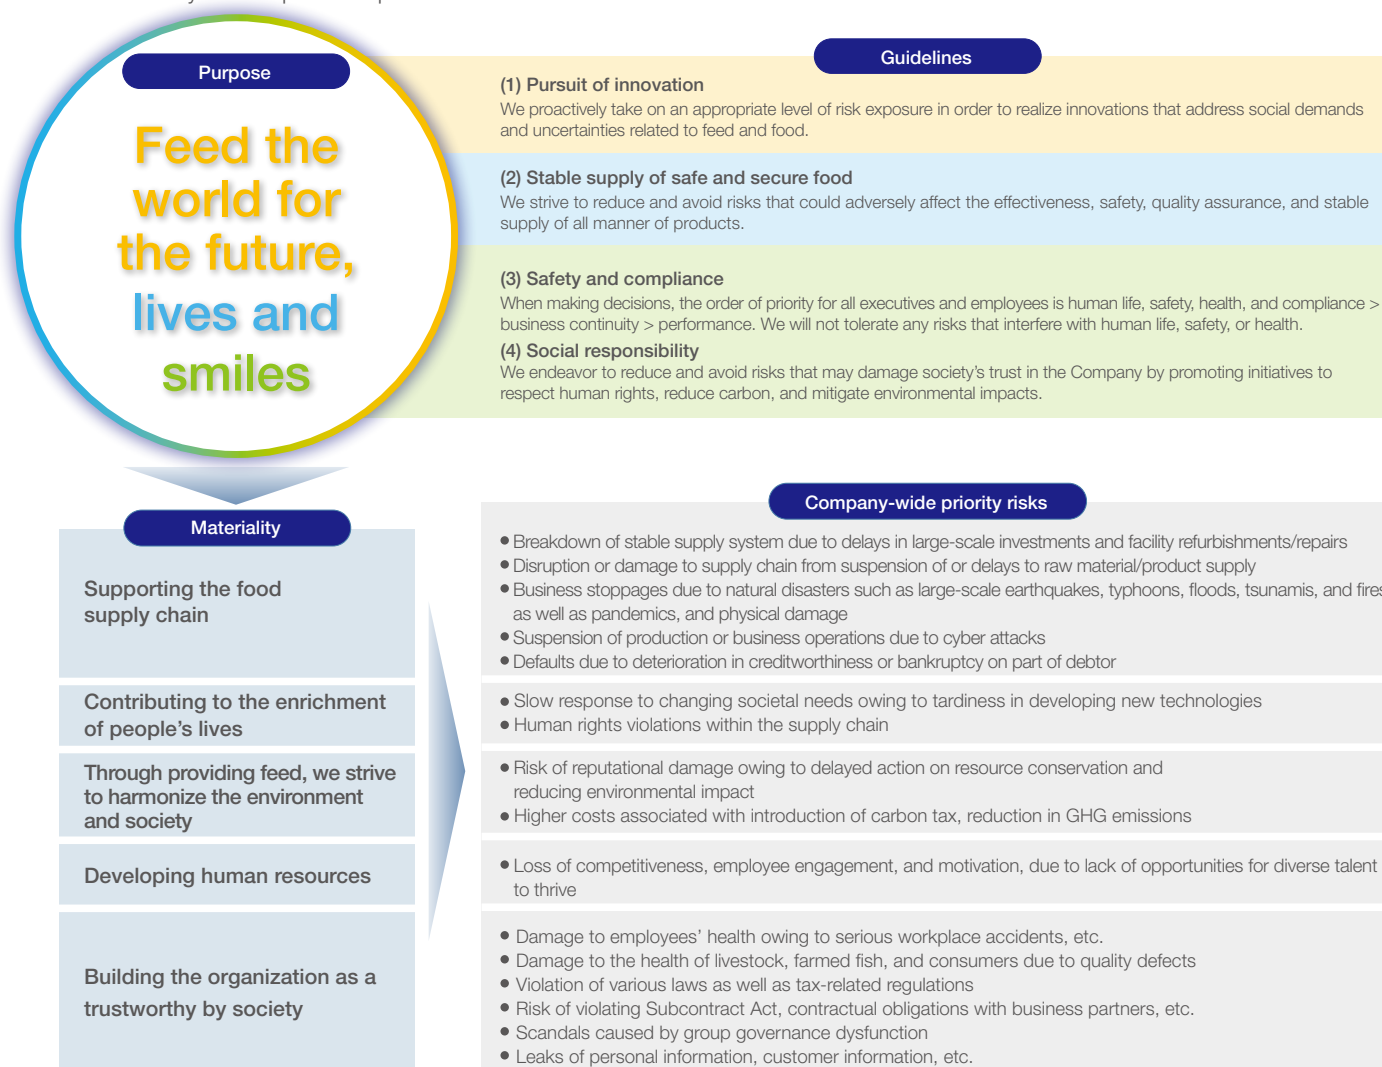 Purpose
Feed the
world for
the future,
lives and
smiles
Guidelines
(1) Pursuit of innovation
We proactively take on an appropriate level of risk exposure in order to realize innovations that address social demands
and uncertainties related to feed and food.
(2) Stable supply of safe and secure food
We strive to reduce and avoid risks that could adversely affect the effectiveness, safety, quality assurance, and stable
supply of all manner of products.
(3) Safety and compliance
When making decisions, the order of priority for all executives and employees is human life, safety, health, and compliance >
business continuity > performance. We will not tolerate any risks that interfere with human life, safety, or health.
(4) Social responsibility
We endeavor to reduce and avoid risks that may damage society’s trust in the Company by promoting initiatives to
respect human rights, reduce carbon, and mitigate environmental impacts.
Materiality
Company-wide priority risks
Supporting the food
supply chain
• Breakdown of stable supply system due to delays in large-scale investments and facility refurbishments/repairs
• Disruption or damage to supply chain from suspension of or delays to raw material/product supply
• Business stoppages due to natural disasters such as large-scale earthquakes, typhoons, floods, tsunamis, and fires
as well as pandemics, and physical damage
• Suspension of production or business operations due to cyber attacks
• Defaults due to deterioration in creditworthiness or bankruptcy on part of debtor
Contributing to the enrichment
of people’s lives
• Slow response to changing societal needs owing to tardiness in developing new technologies
• Human rights violations within the supply chain
Through providing feed, we strive
to harmonize the environment
and society
• Risk of reputational damage owing to delayed action on resource conservation and
reducing environmental impact
• Higher costs associated with introduction of carbon tax, reduction in GHG emissions
Developing human resources
• Loss of competitiveness, employee engagement, and motivation, due to lack of opportunities for diverse talent
to thrive
Building the organization as a
trustworthy by society
• Damage to employees’ health owing to serious workplace accidents, etc.
• Damage to the health of livestock, farmed fish, and consumers due to quality defects
• Violation of various laws as well as tax-related regulations
• Risk of violating Subcontract Act, contractual obligations with business partners, etc.
• Scandals caused by group governance dysfunction
• Leaks of personal information, customer information, etc.